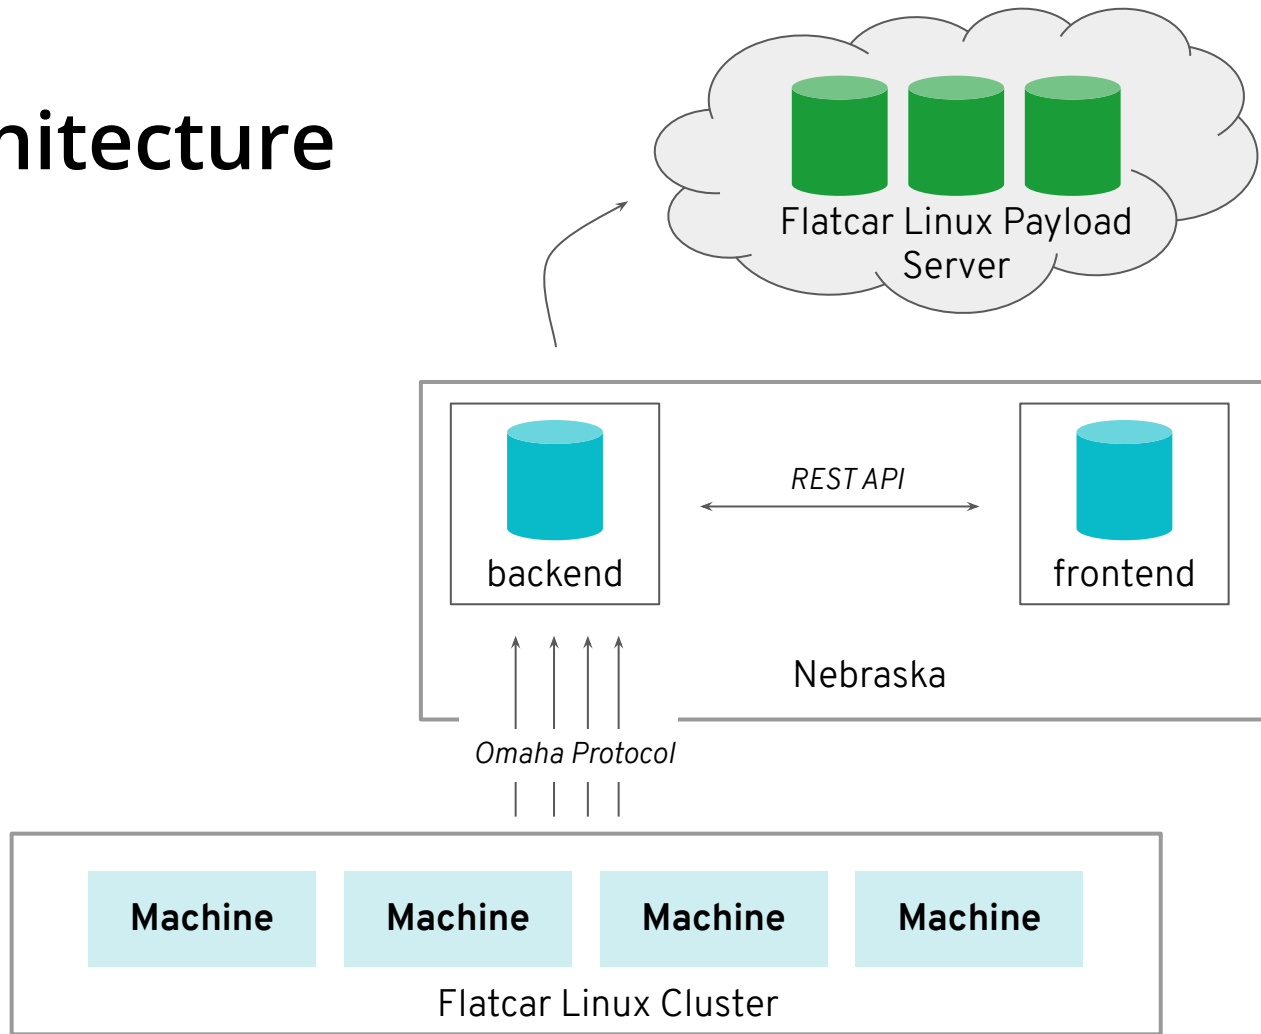 hitecture
Flatcar Linux Payload
Server
REST API
backend
frontend
Nebraska
Omaha Protocol
Machine
Machine
Machine
Machine
Flatcar Linux Cluster